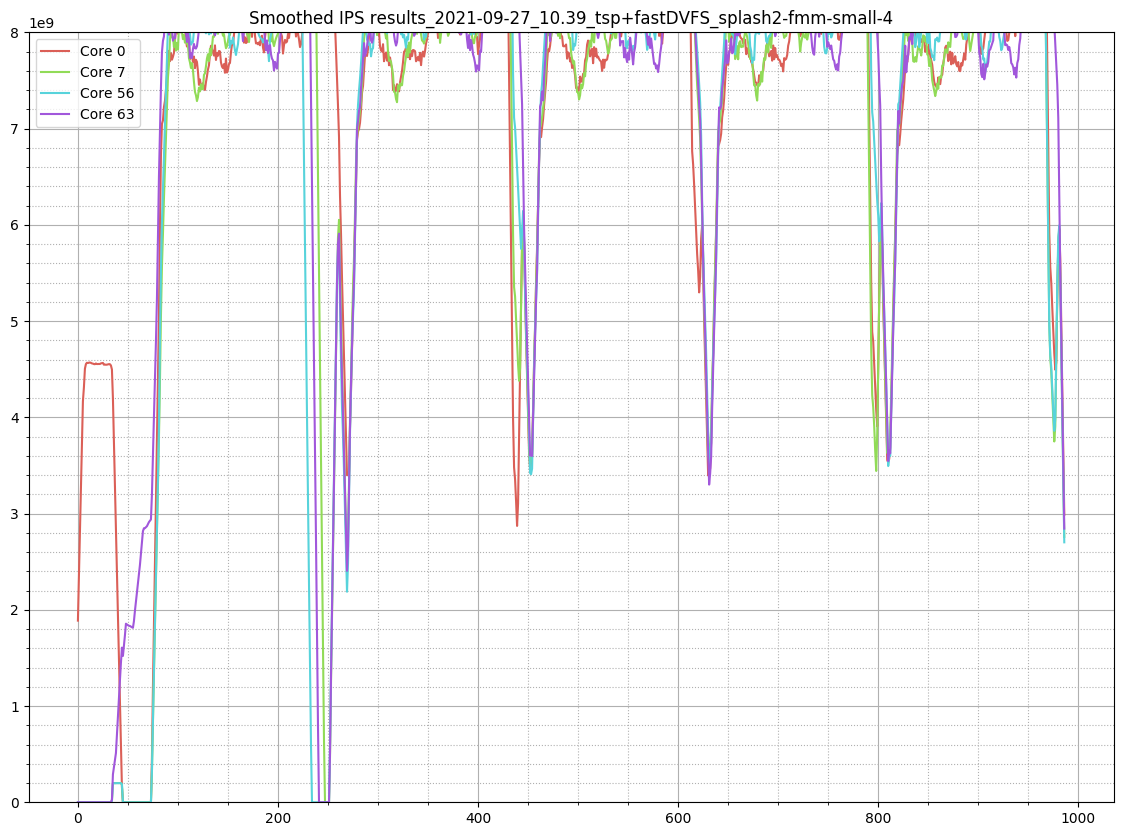 Smoothed IPS results_2021-09-27_10.39_tsp+fastDVFS_splash2-fmm-small-4
1e9
8
Core 0
Core 7
Core 56
Core 63
7
6
5
4
3
2
1
0
0 200 400 600 800 1000